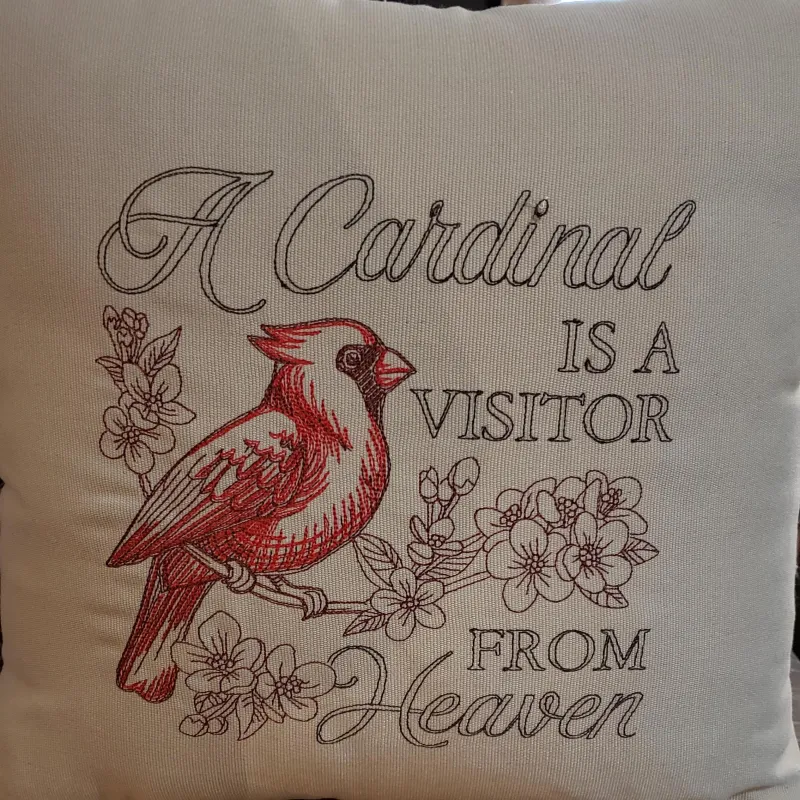 A Cardinal
IS A
VISITOR
FROM
Heaven